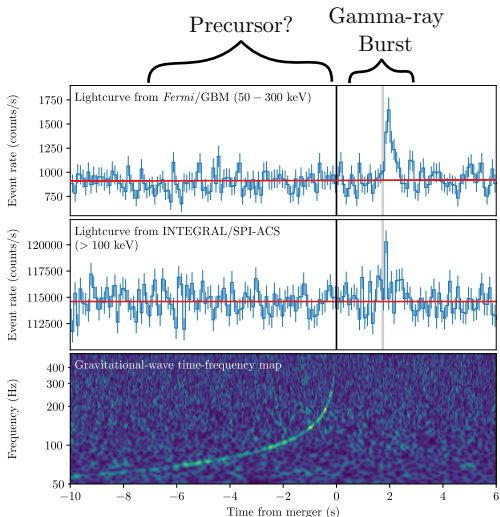 Precursor?
Gamma-ray
Burst
Lightcurve from Fermi/GBM (50 − 300 keV)
Event rate (counts/s)
1750
1500
1250
1000
750
Lightcurve from INTEGRAL/SPI-ACS
(> 100 keV)
Event rate (counts/s)
120000
117500
115000
112500
Gravitational-wave time-frequency map
Frequency (Hz)
400
300
200
100
50
−10 −8 −6 −4 −2 0 2 4 6
Time from merger (s)